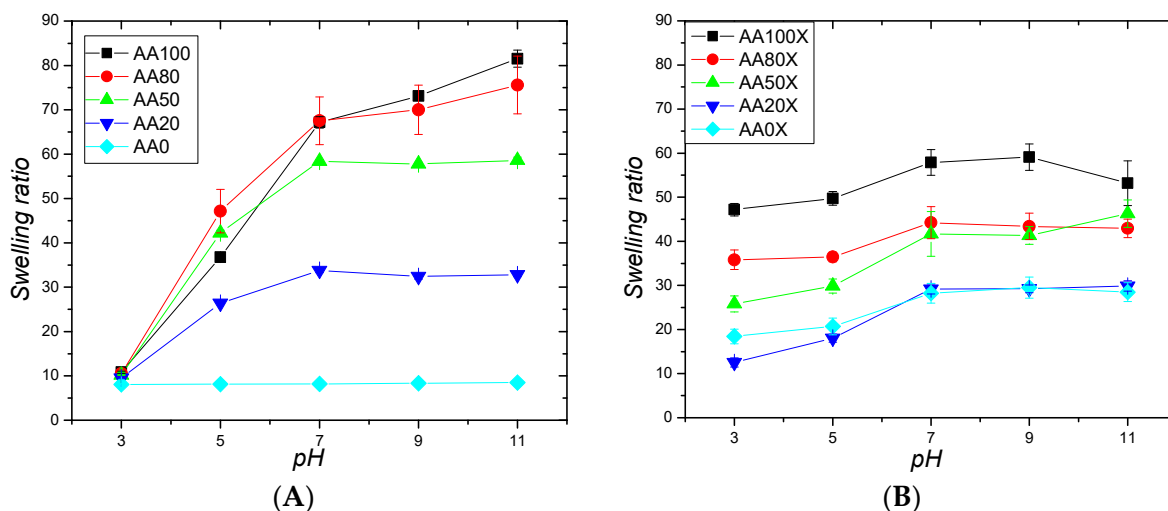 90
80
70
60
50
40
30
20
10
0
Swelling ratio
AA100
AA80
AA50
AA20
AA0
3 5 7 9 11
pH
(A)
90
80
70
60
50
40
30
20
10
0
Swelling ratio
AA100X
AA80X
AA50X
AA20X
AA0X
3 5 7 9 11
pH
(B)